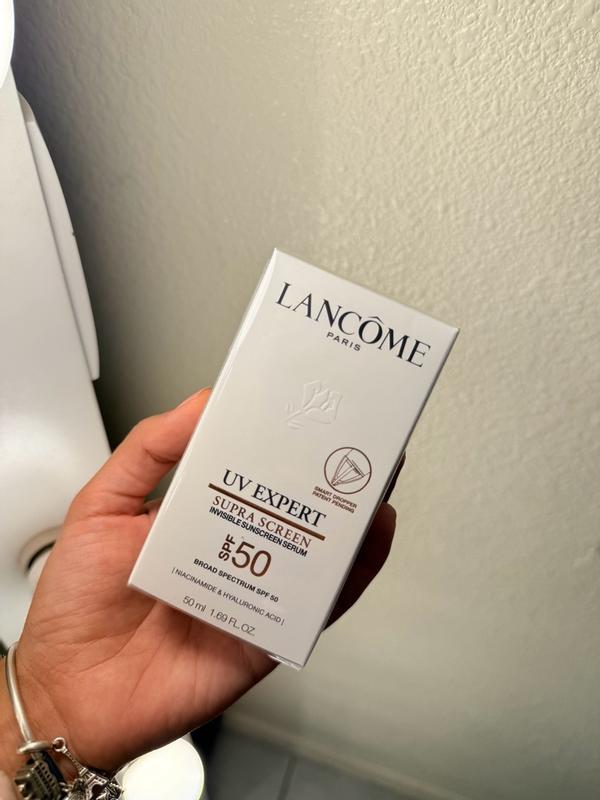 LANCÔME
PARIS
SMART DROPPER
PATENT PENDING
UV EXPERT
SUPRA SCREEN
INVISIBLE SUNSCREEN SERUM
SPF 50
BROAD SPECTRUM SPF 50
| NIACINAMIDE & HYALURONIC ACID |
50 ml 1.69 FL. OZ.